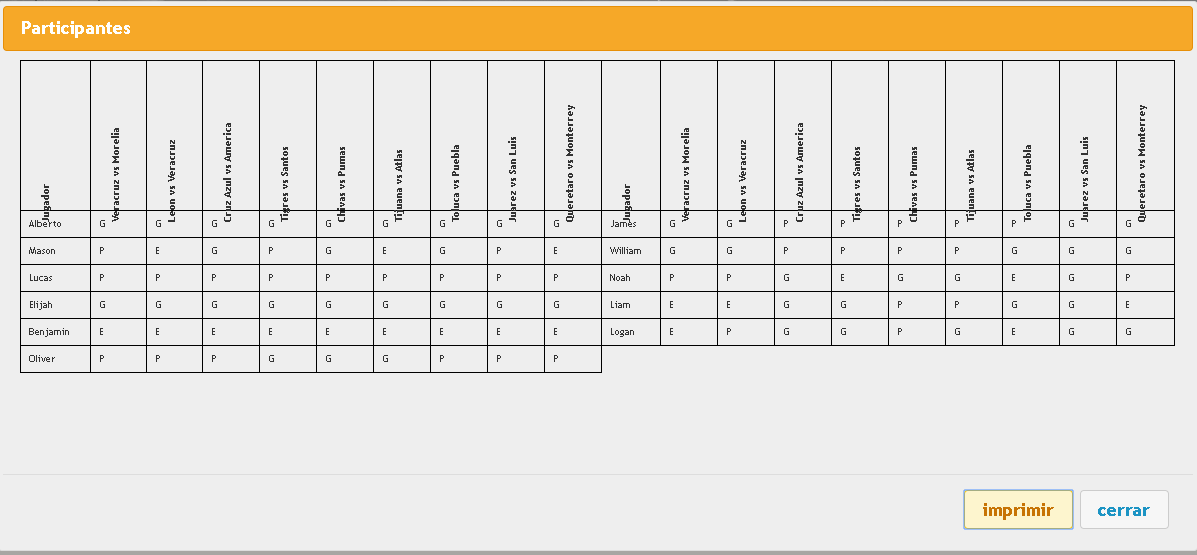 Participantes
Jugador Veracruz vs Morelia Leon vs Veracruz Cruz Azul vs America Tigres vs Santos Chivas vs Pumas Tijuana vs Atlas Toluca vs Puebla Juarez vs San Luis Queretaro vs Monterrey Jugador Veracruz vs Morelia Leon vs Veracruz Cruz Azul vs America Tigres vs Santos Chivas vs Pumas Tijuana vs Atlas Toluca vs Puebla Juarez vs San Luis Queretaro vs Monterrey
Alberto G G G G G G G G G James G G P P P P P G G
Mason P E G P G E G P E William G G P P P P G G G
Lucas P P P P P P P P P Noah P P G E G G E G P
Elijah G G G G G G G G G Liam E E G G P P G G E
Benjamin E E E E E E E E E Logan E P G G P G E G G
Oliver P P P G G G P P P
imprimir cerrar